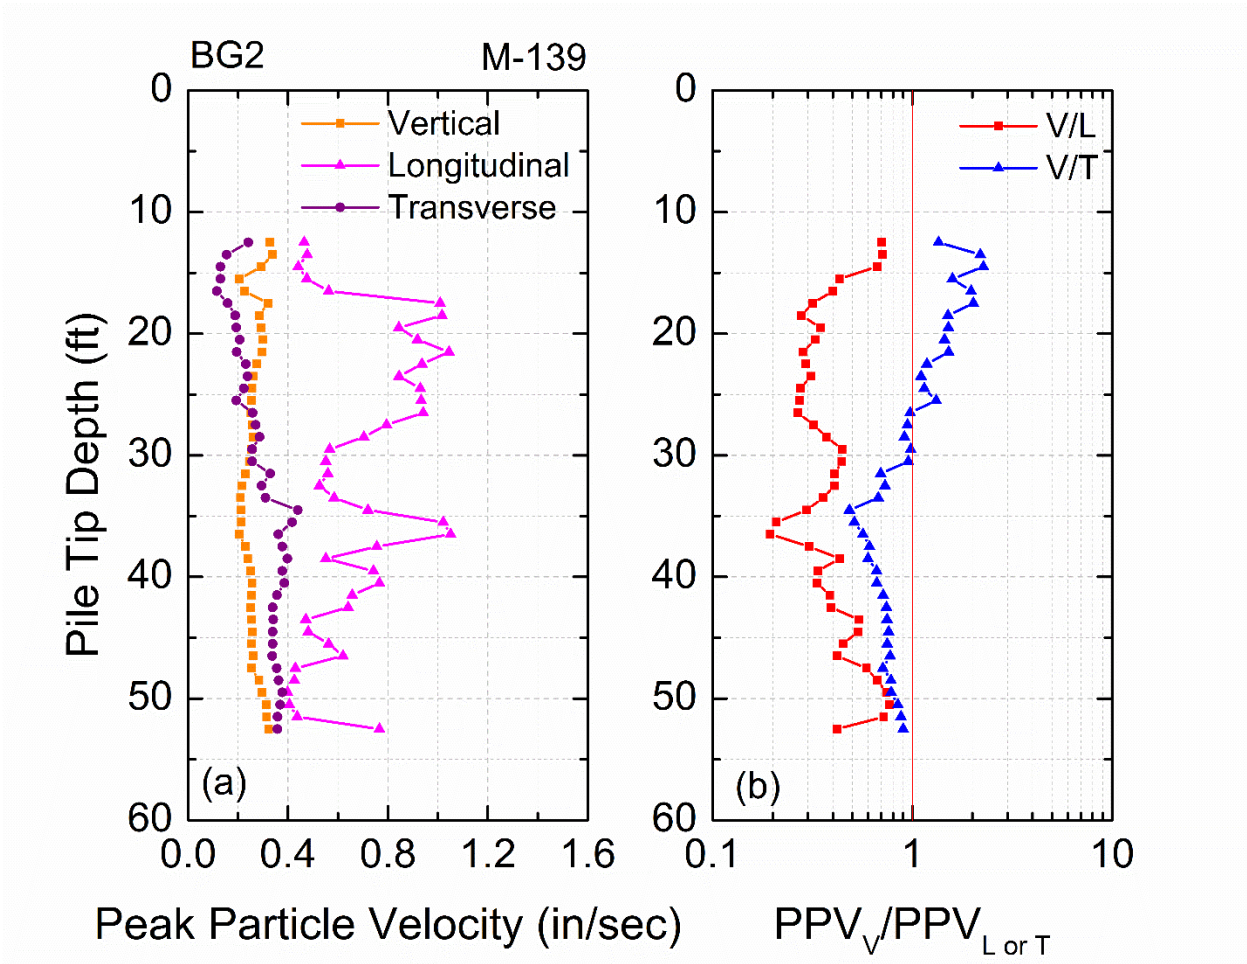 BG2 M-139
Vertical
Longitudinal
Transverse
V/L
V/T
0
10
20
30
40
50
60
0
10
20
30
40
50
60
Pile Tip Depth (ft)
(a)
(b)
0.0 0.4 0.8 1.2 1.6
0.1 1 10
Peak Particle Velocity (in/sec)
PPVV/PPVL or T